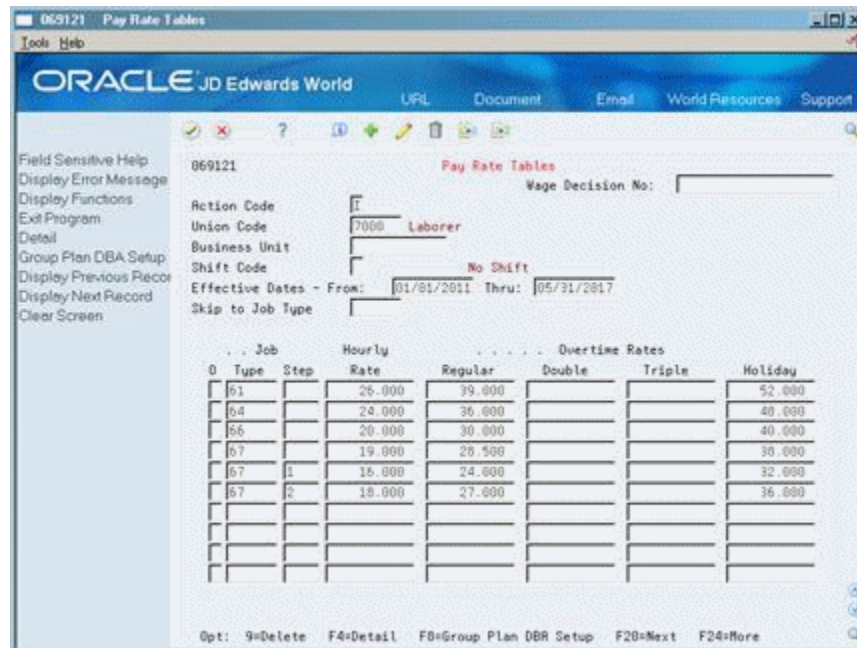 069121 Pay Rate Tables
Tools Help
ORACLE JD Edwards World
URL Document Email World Resources Support
Field Sensitive Help
Display Error Message
Display Functions
Exit Program
Detail
Group Plan DBA Setup
Display Previous Recor
Display Next Record
Clear Screen
069121 Pay Rate Tables
Wage Decision No:
Action Code I
Union Code 7000 Laborer
Business Unit
Shift Code No Shift
Effective Dates - From: 01/01/2011 Thru: 05/31/2017
Skip to Job Type
. . Job Hourly . . . . . Overtime Rates
O Type Step Rate Regular Double Triple Holiday
61 26.000 39.000 52.000
64 24.000 36.000 48.000
66 20.000 30.000 40.000
67 19.000 28.500 38.000
67 1 16.000 24.000 32.000
67 2 18.000 27.000 36.000
Opt: 9=Delete F4=Detail F8=Group Plan DBA Setup F20=Next F24=More